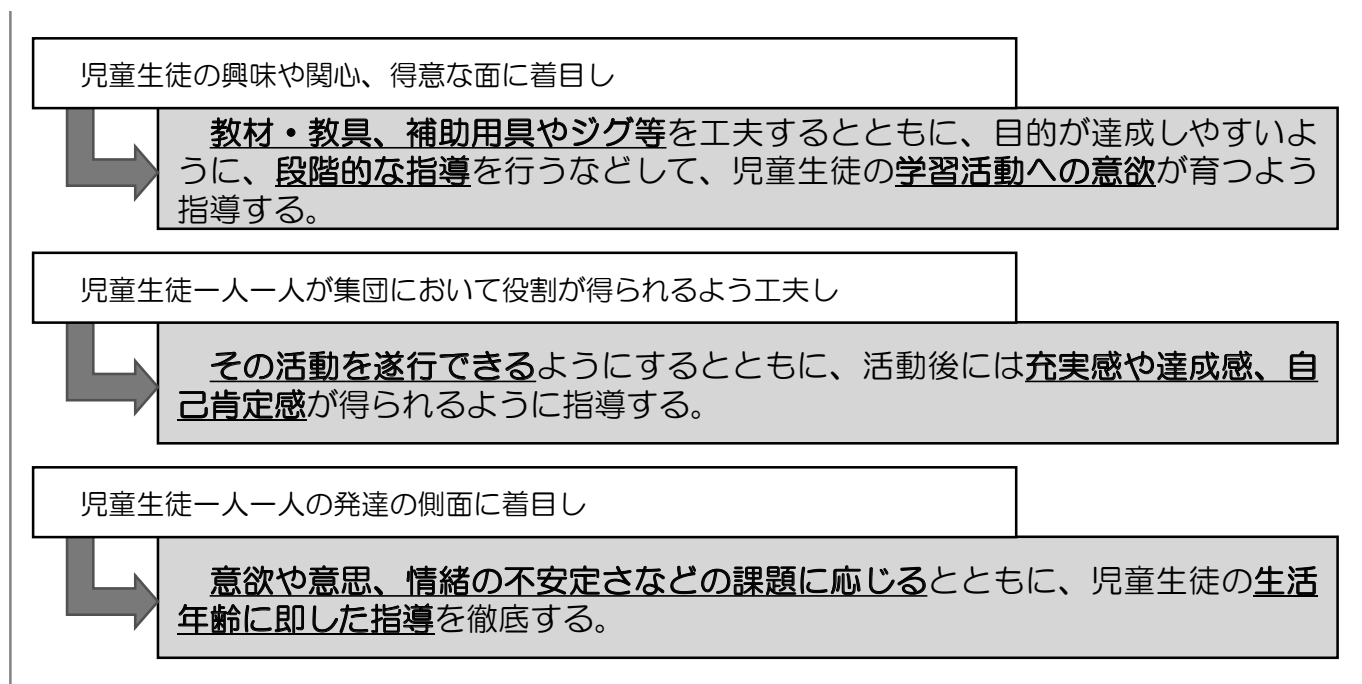 児童生徒の興味や関心、得意な面に着目し
教材・教具、補助用具やジグ等を工夫するとともに、目的が達成しやすいよ
うに、段階的な指導を行うなどして、児童生徒の学習活動への意欲が育つよう
指導する。
児童生徒一人一人が集団において役割が得られるよう工夫し
その活動を遂行できるようにするとともに、活動後には充実感や達成感、自
己肯定感が得られるように指導する。
児童生徒一人一人の発達の側面に着目し
意欲や意思、情緒の不安定さなどの課題に応じるとともに、児童生徒の生活
年齢に即した指導を徹底する。